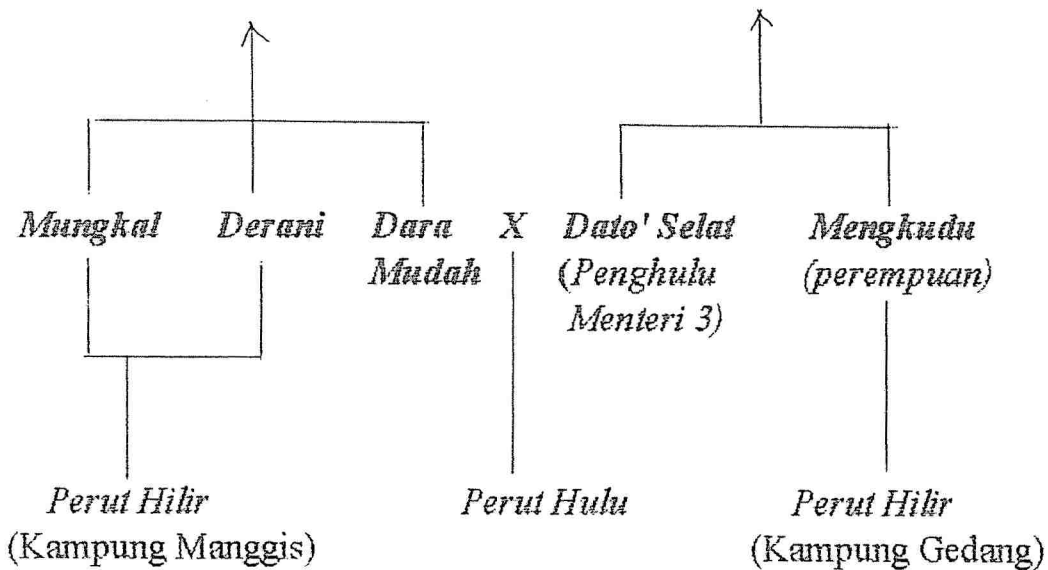 Mungkal Derani Dara X Dato' Selat Mengkudu
Mudah (Penghulu (perempuan)
Menteri 3)
Perut Hilir Perut Hulu Perut Hilir
(Kampung Manggis) (Kampung Gedang)